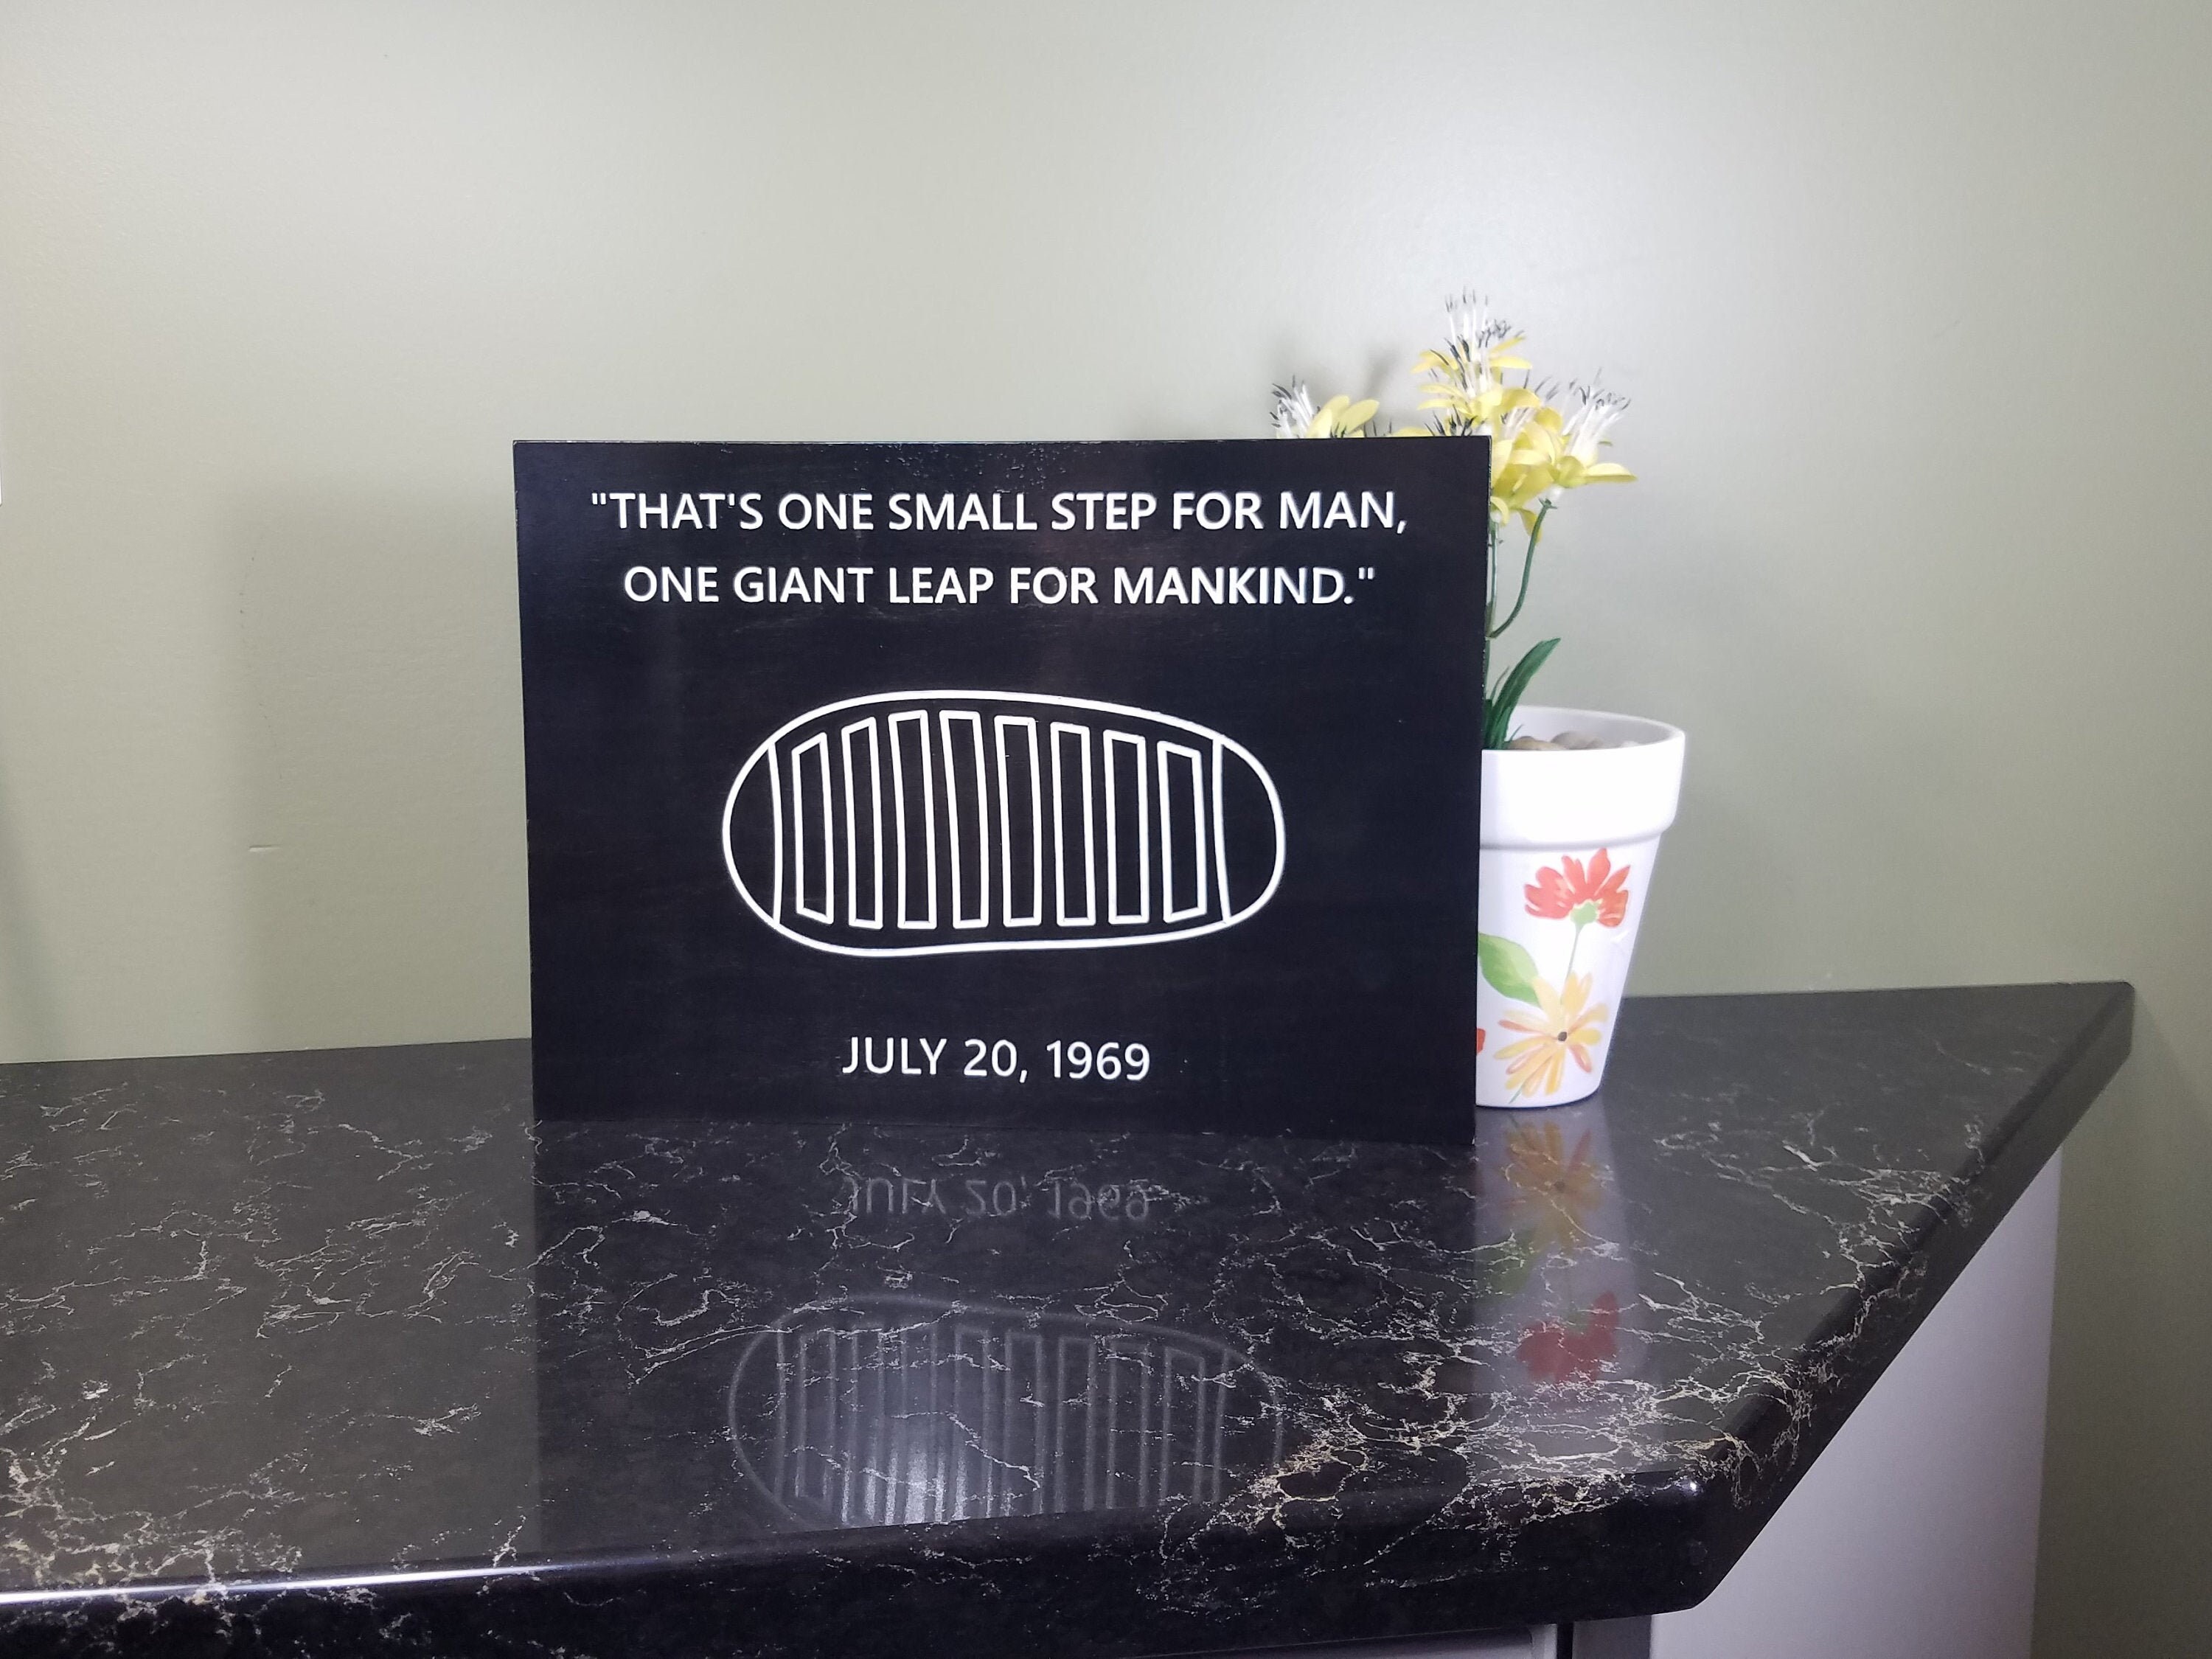 "THAT'S ONE SMALL STEP FOR MAN,
ONE GIANT LEAP FOR MANKIND."
JULY 20, 1969